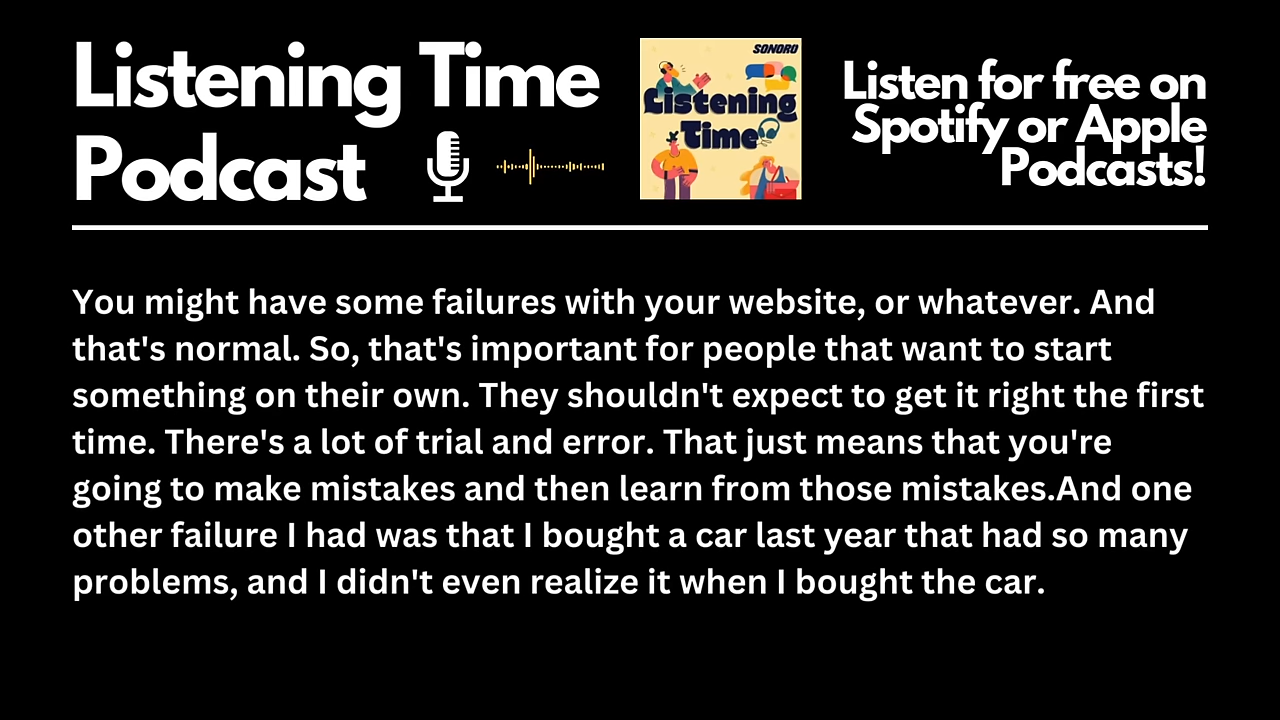 Listening Time
Podcast
SONORO
Listening
Time
Listen for free on
Spotify or Apple
Podcasts!
You might have some failures with your website, or whatever. And
that's normal. So, that's important for people that want to start
something on their own. They shouldn't expect to get it right the first
time. There's a lot of trial and error. That just means that you're
going to make mistakes and then learn from those mistakes.And one
other failure I had was that I bought a car last year that had so many
problems, and I didn't even realize it when I bought the car.